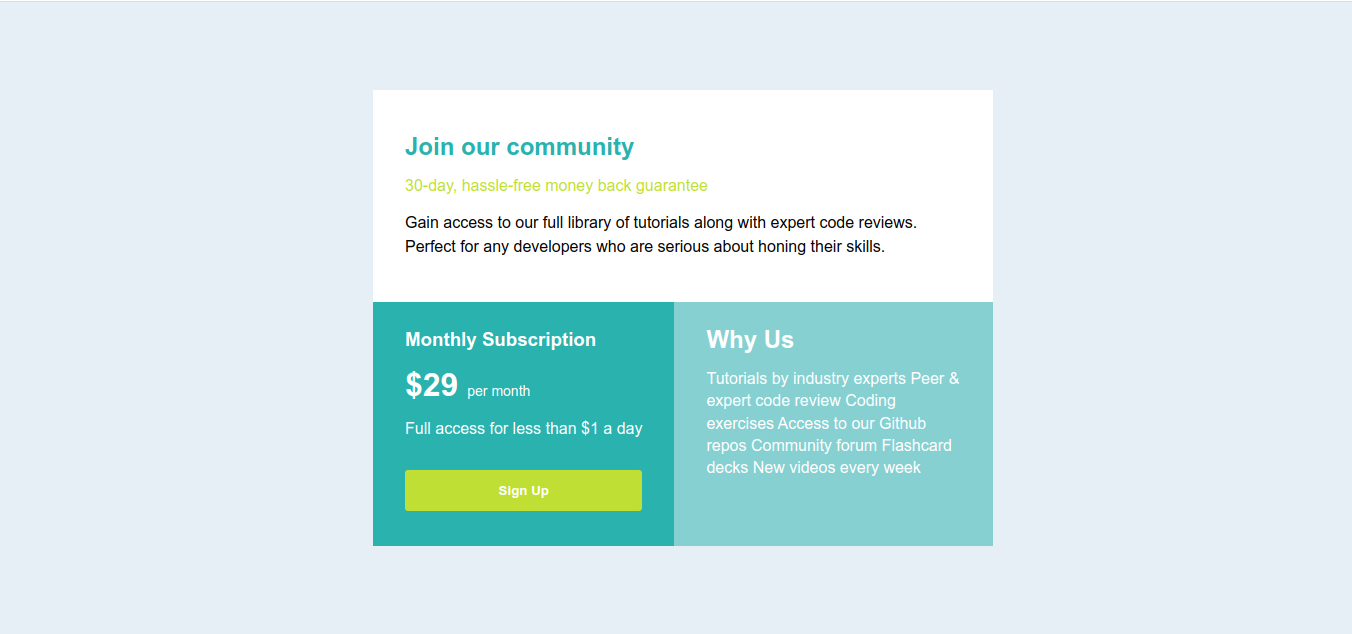 Join our community
30-day, hassle-free money back guarantee
Gain access to our full library of tutorials along with expert code reviews.
Perfect for any developers who are serious about honing their skills.
Monthly Subscription
$29 per month
Full access for less than $1 a day
Sign Up
Why Us
Tutorials by industry experts Peer &
expert code review Coding
exercises Access to our Github
repos Community forum Flashcard
decks New videos every week